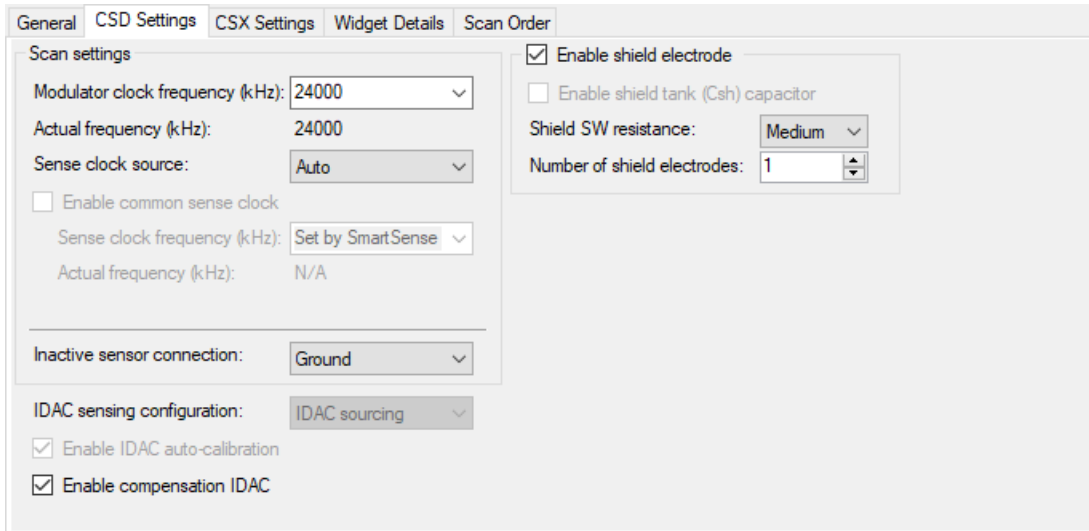 General CSD Settings CSX Settings Widget Details Scan Order
Scan settings
Modulator clock frequency (kHz): 24000
Actual frequency (kHz): 24000
Sense clock source: Auto
Enable common sense clock
Sense clock frequency (kHz): Set by SmartSense
Actual frequency (kHz): N/A
Inactive sensor connection: Ground
IDAC sensing configuration: IDAC sourcing
Enable IDAC auto-calibration
Enable compensation IDAC
Enable shield electrode
Enable shield tank (Csh) capacitor
Shield SW resistance: Medium
Number of shield electrodes: 1